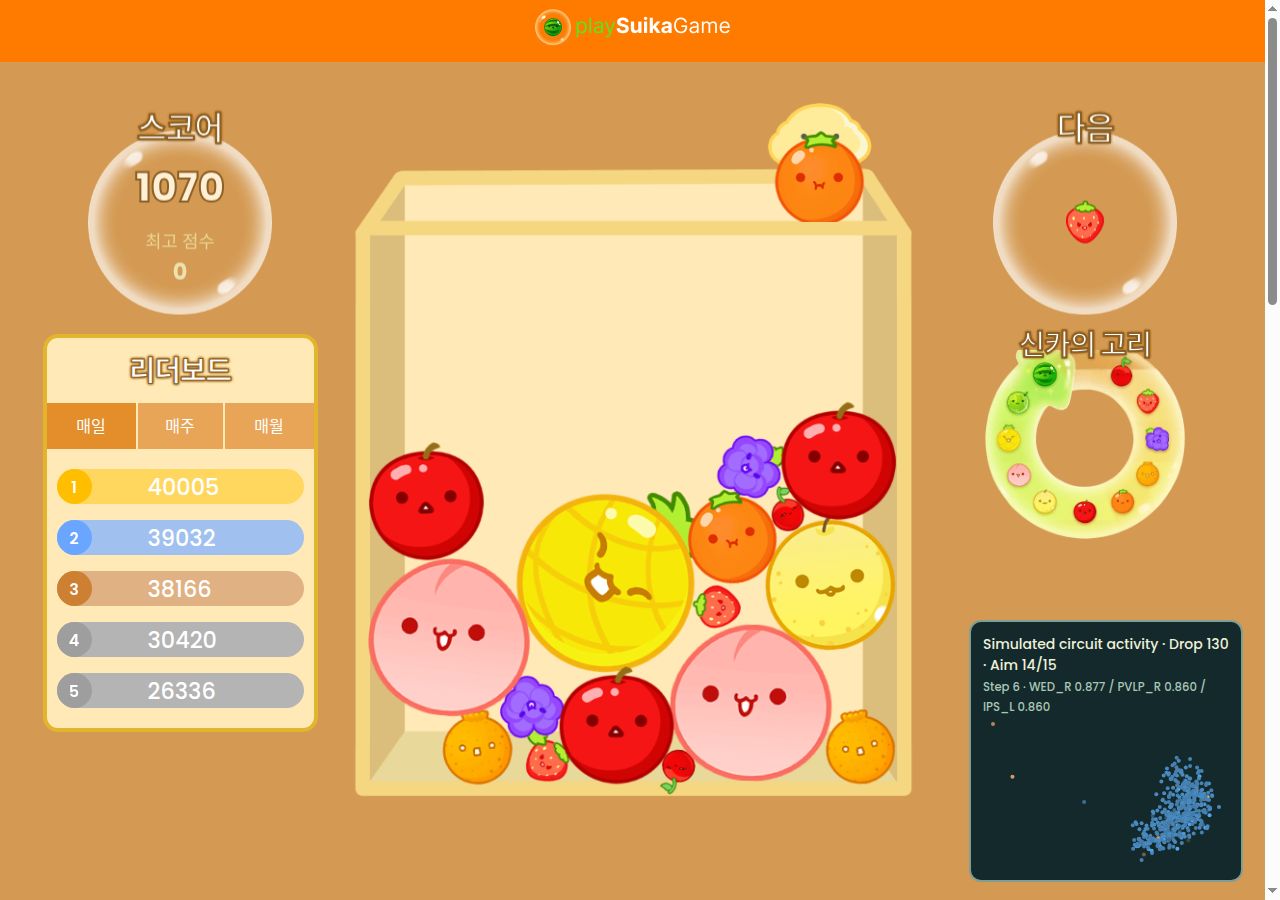 playSuikaGame
스코어
1070
최고 점수
0
다음
신카의 고리
리더보드
매일 매주 매월
1 40005
2 39032
3 38166
4 30420
5 26336
Simulated circuit activity · Drop 130
· Aim 14/15
Step 6 · WED_R 0.877 / PVLP_R 0.860 /
IPS_L 0.860